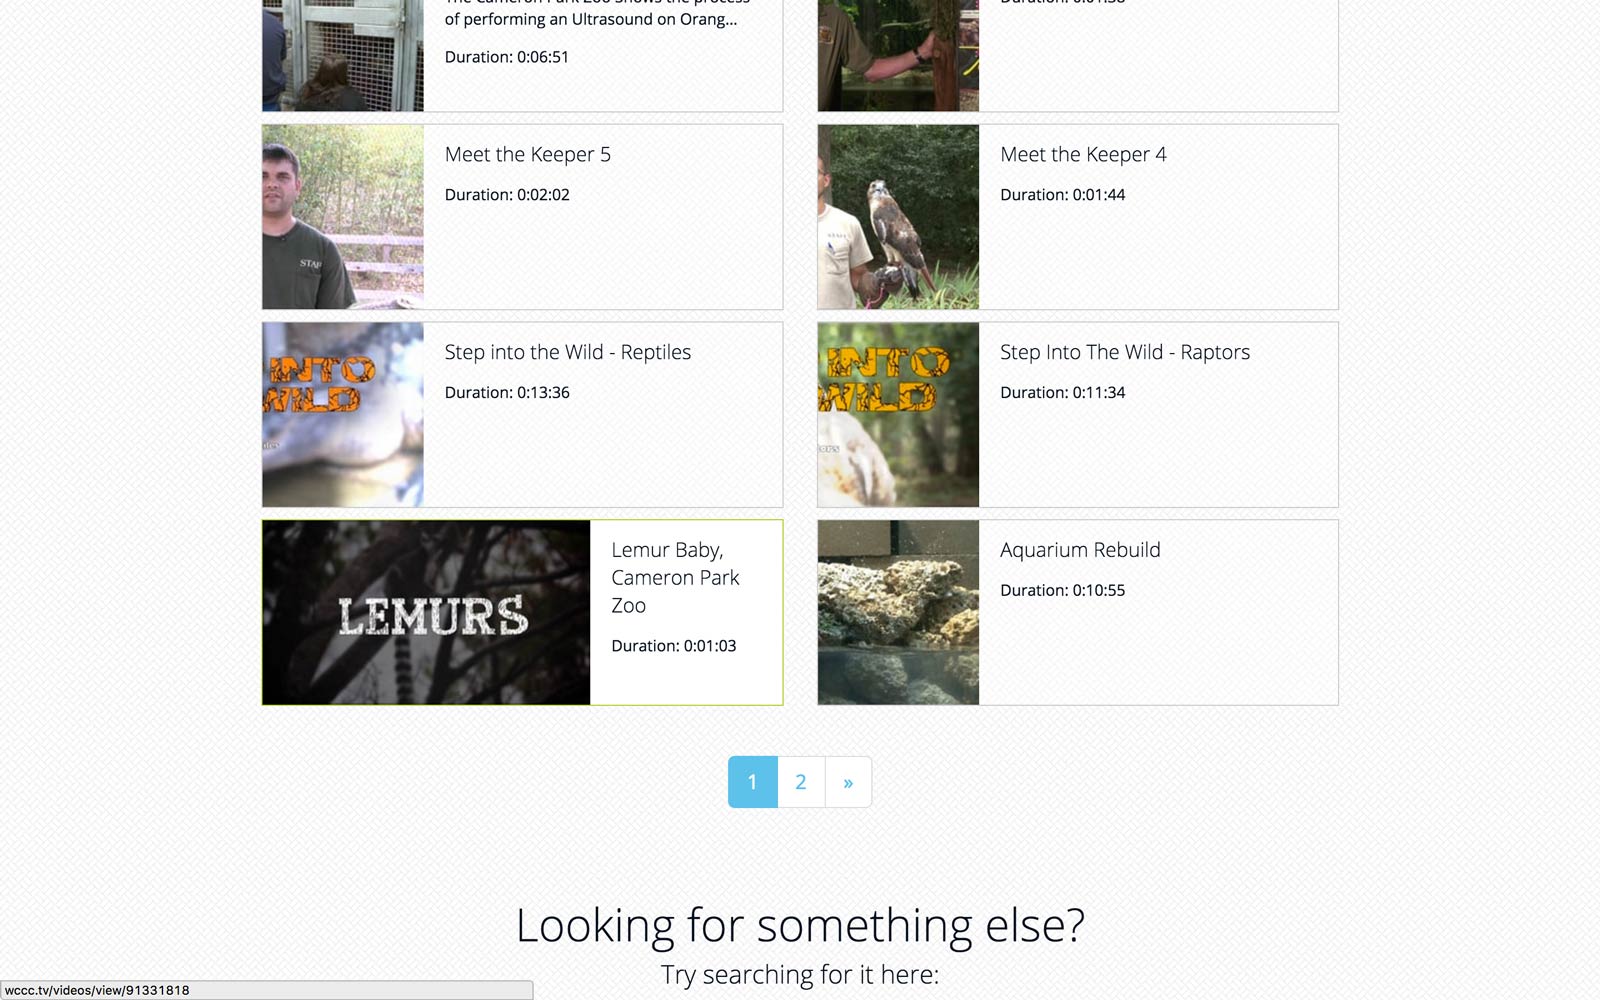 of performing an Ultrasound on Orang...
Duration: 0:06:51
Meet the Keeper 5
Duration: 0:02:02
STAF
Meet the Keeper 4
Duration: 0:01:44
STAFF
INTO
WILD
Step into the Wild - Reptiles
Duration: 0:13:36
INTO
WILD
Step Into The Wild - Raptors
Duration: 0:11:34
LEMURS
Lemur Baby,
Cameron Park
Zoo
Duration: 0:01:03
Aquarium Rebuild
Duration: 0:10:55
1 2 »
Looking for something else?
Try searching for it here:
wccc.tv/videos/view/91331818